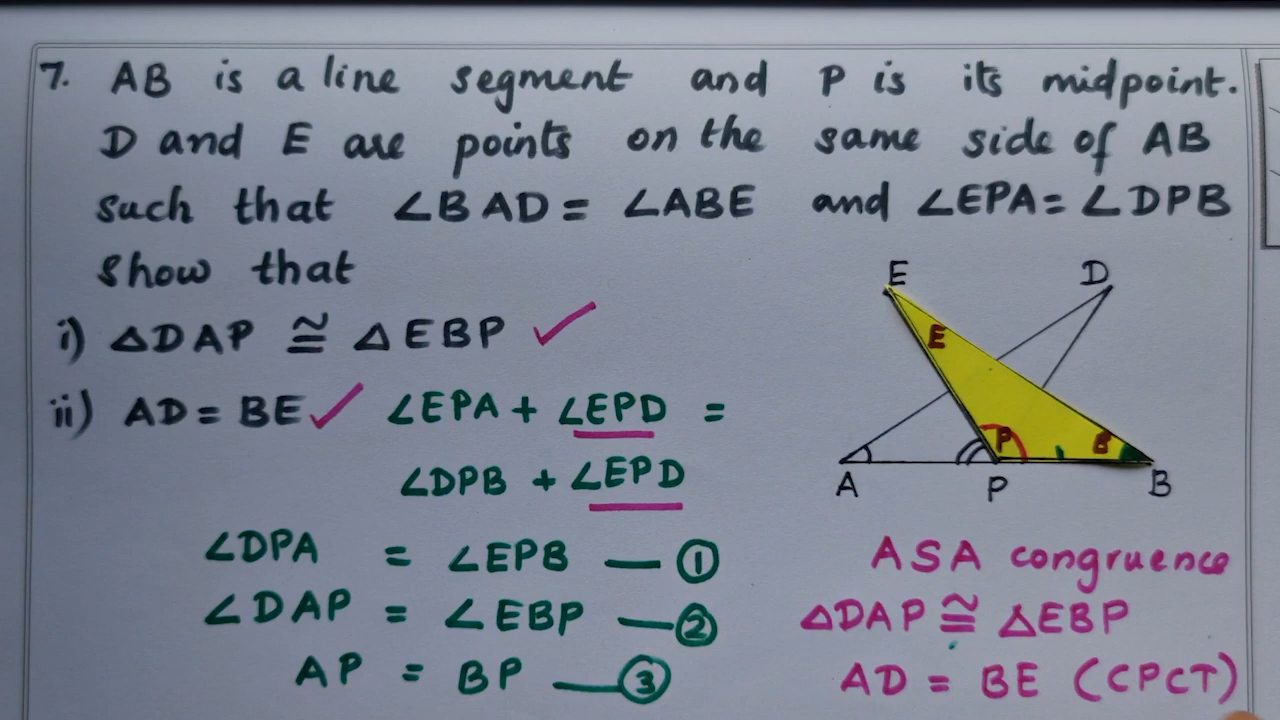 7. AB is a line segment and P is its midpoint.
D and E are points on the same side of AB
such that ∠BAD = ∠ABE and ∠EPA = ∠DPB
show that
i) △DAP ≅ △EBP ✓
ii) AD = BE ✓ ∠EPA + ∠EPD =
∠DPB + ∠EPD
∠DPA = ∠EPB — ①
∠DAP = ∠EBP — ②
AP = BP — ③
E D
E
P B
A P B
ASA congruence
△DAP ≅ △EBP
AD = BE (CPCT)